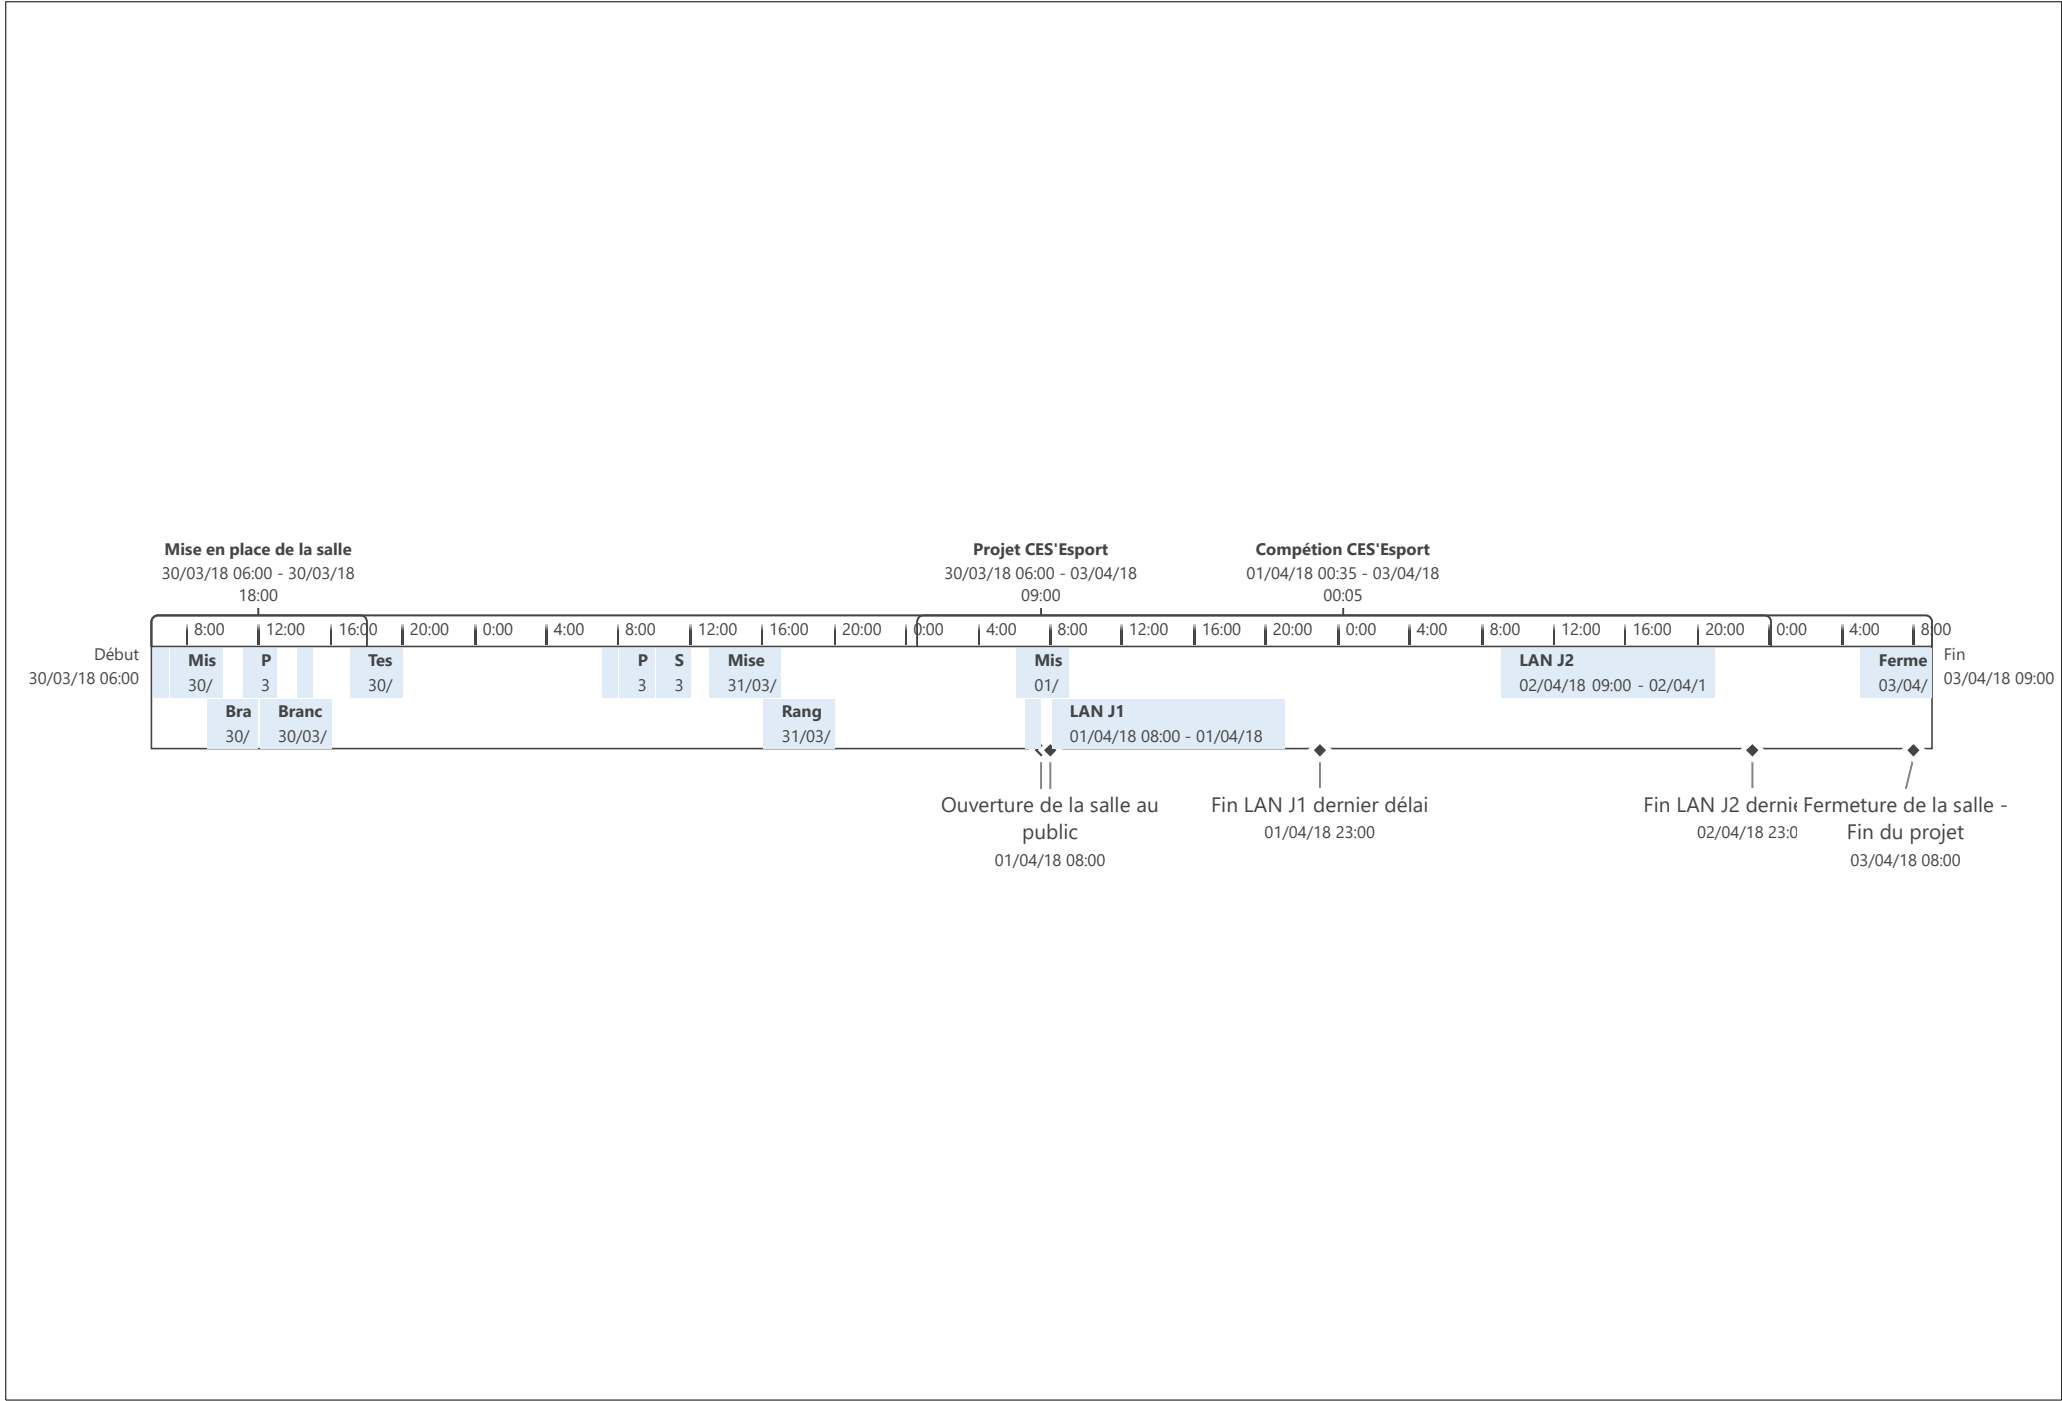 Mise en place de la salle
30/03/18 06:00 - 30/03/18
18:00
Projet CES'Esport
30/03/18 06:00 - 03/04/18
09:00
Compétion CES'Esport
01/04/18 00:35 - 03/04/18
00:05
8:00 12:00 16:00 20:00 0:00 4:00 8:00 12:00 16:00 20:00 0:00 4:00 8:00 12:00 16:00 20:00 0:00 4:00 8:00 12:00 16:00 20:00 0:00 4:00 8:00
Début
30/03/18 06:00
Mis
30/
P
3
Tes
30/
P
3
S
3
Mise
31/03/
Mis
01/
LAN J2
02/04/18 09:00 - 02/04/1
Ferme
03/04/
Fin
03/04/18 09:00
Bra
30/
Branc
30/03/
Rang
31/03/
LAN J1
01/04/18 08:00 - 01/04/18
Ouverture de la salle au
public
01/04/18 08:00
Fin LAN J1 dernier délai
01/04/18 23:00
Fin LAN J2 dernie
02/04/18 23:0
Fermeture de la salle -
Fin du projet
03/04/18 08:00